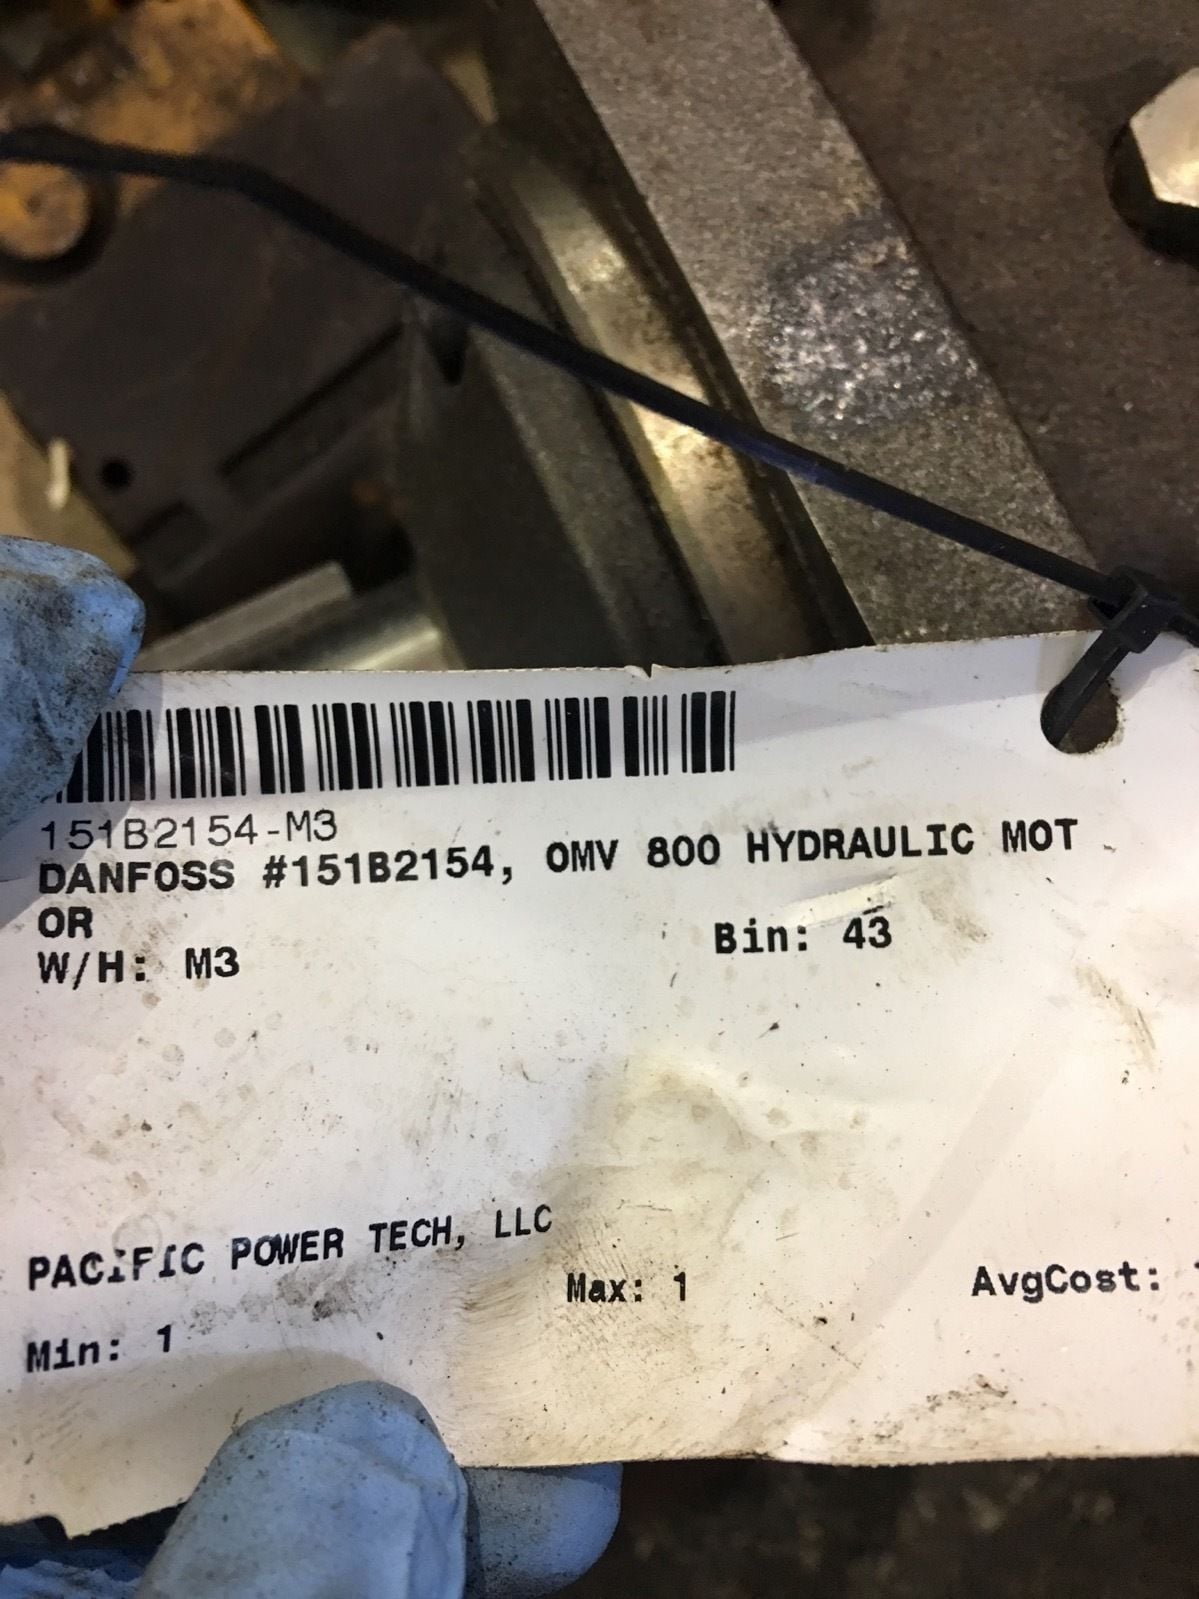 151B2154-M3
DANFOSS #151B2154, OMV 800 HYDRAULIC MOT
OR
W/H: M3 Bin: 43
PACIFIC POWER TECH, LLC
Min: 1 Max: 1 AvgCost: